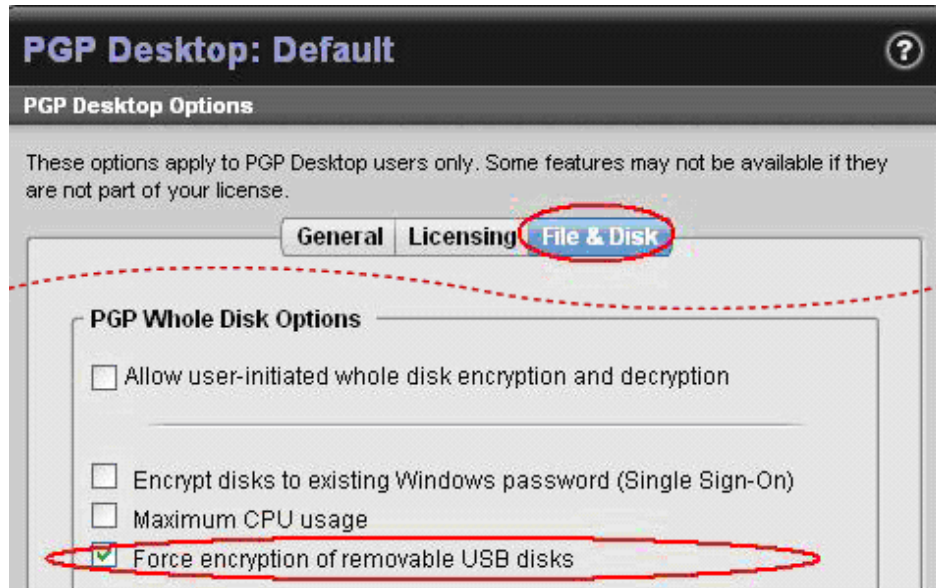 PGP Desktop: Default
?
PGP Desktop Options
These options apply to PGP Desktop users only. Some features may not be available if they
are not part of your license.
General Licensing File & Disk
PGP Whole Disk Options
Allow user-initiated whole disk encryption and decryption
Encrypt disks to existing Windows password (Single Sign-On)
Maximum CPU usage
Force encryption of removable USB disks